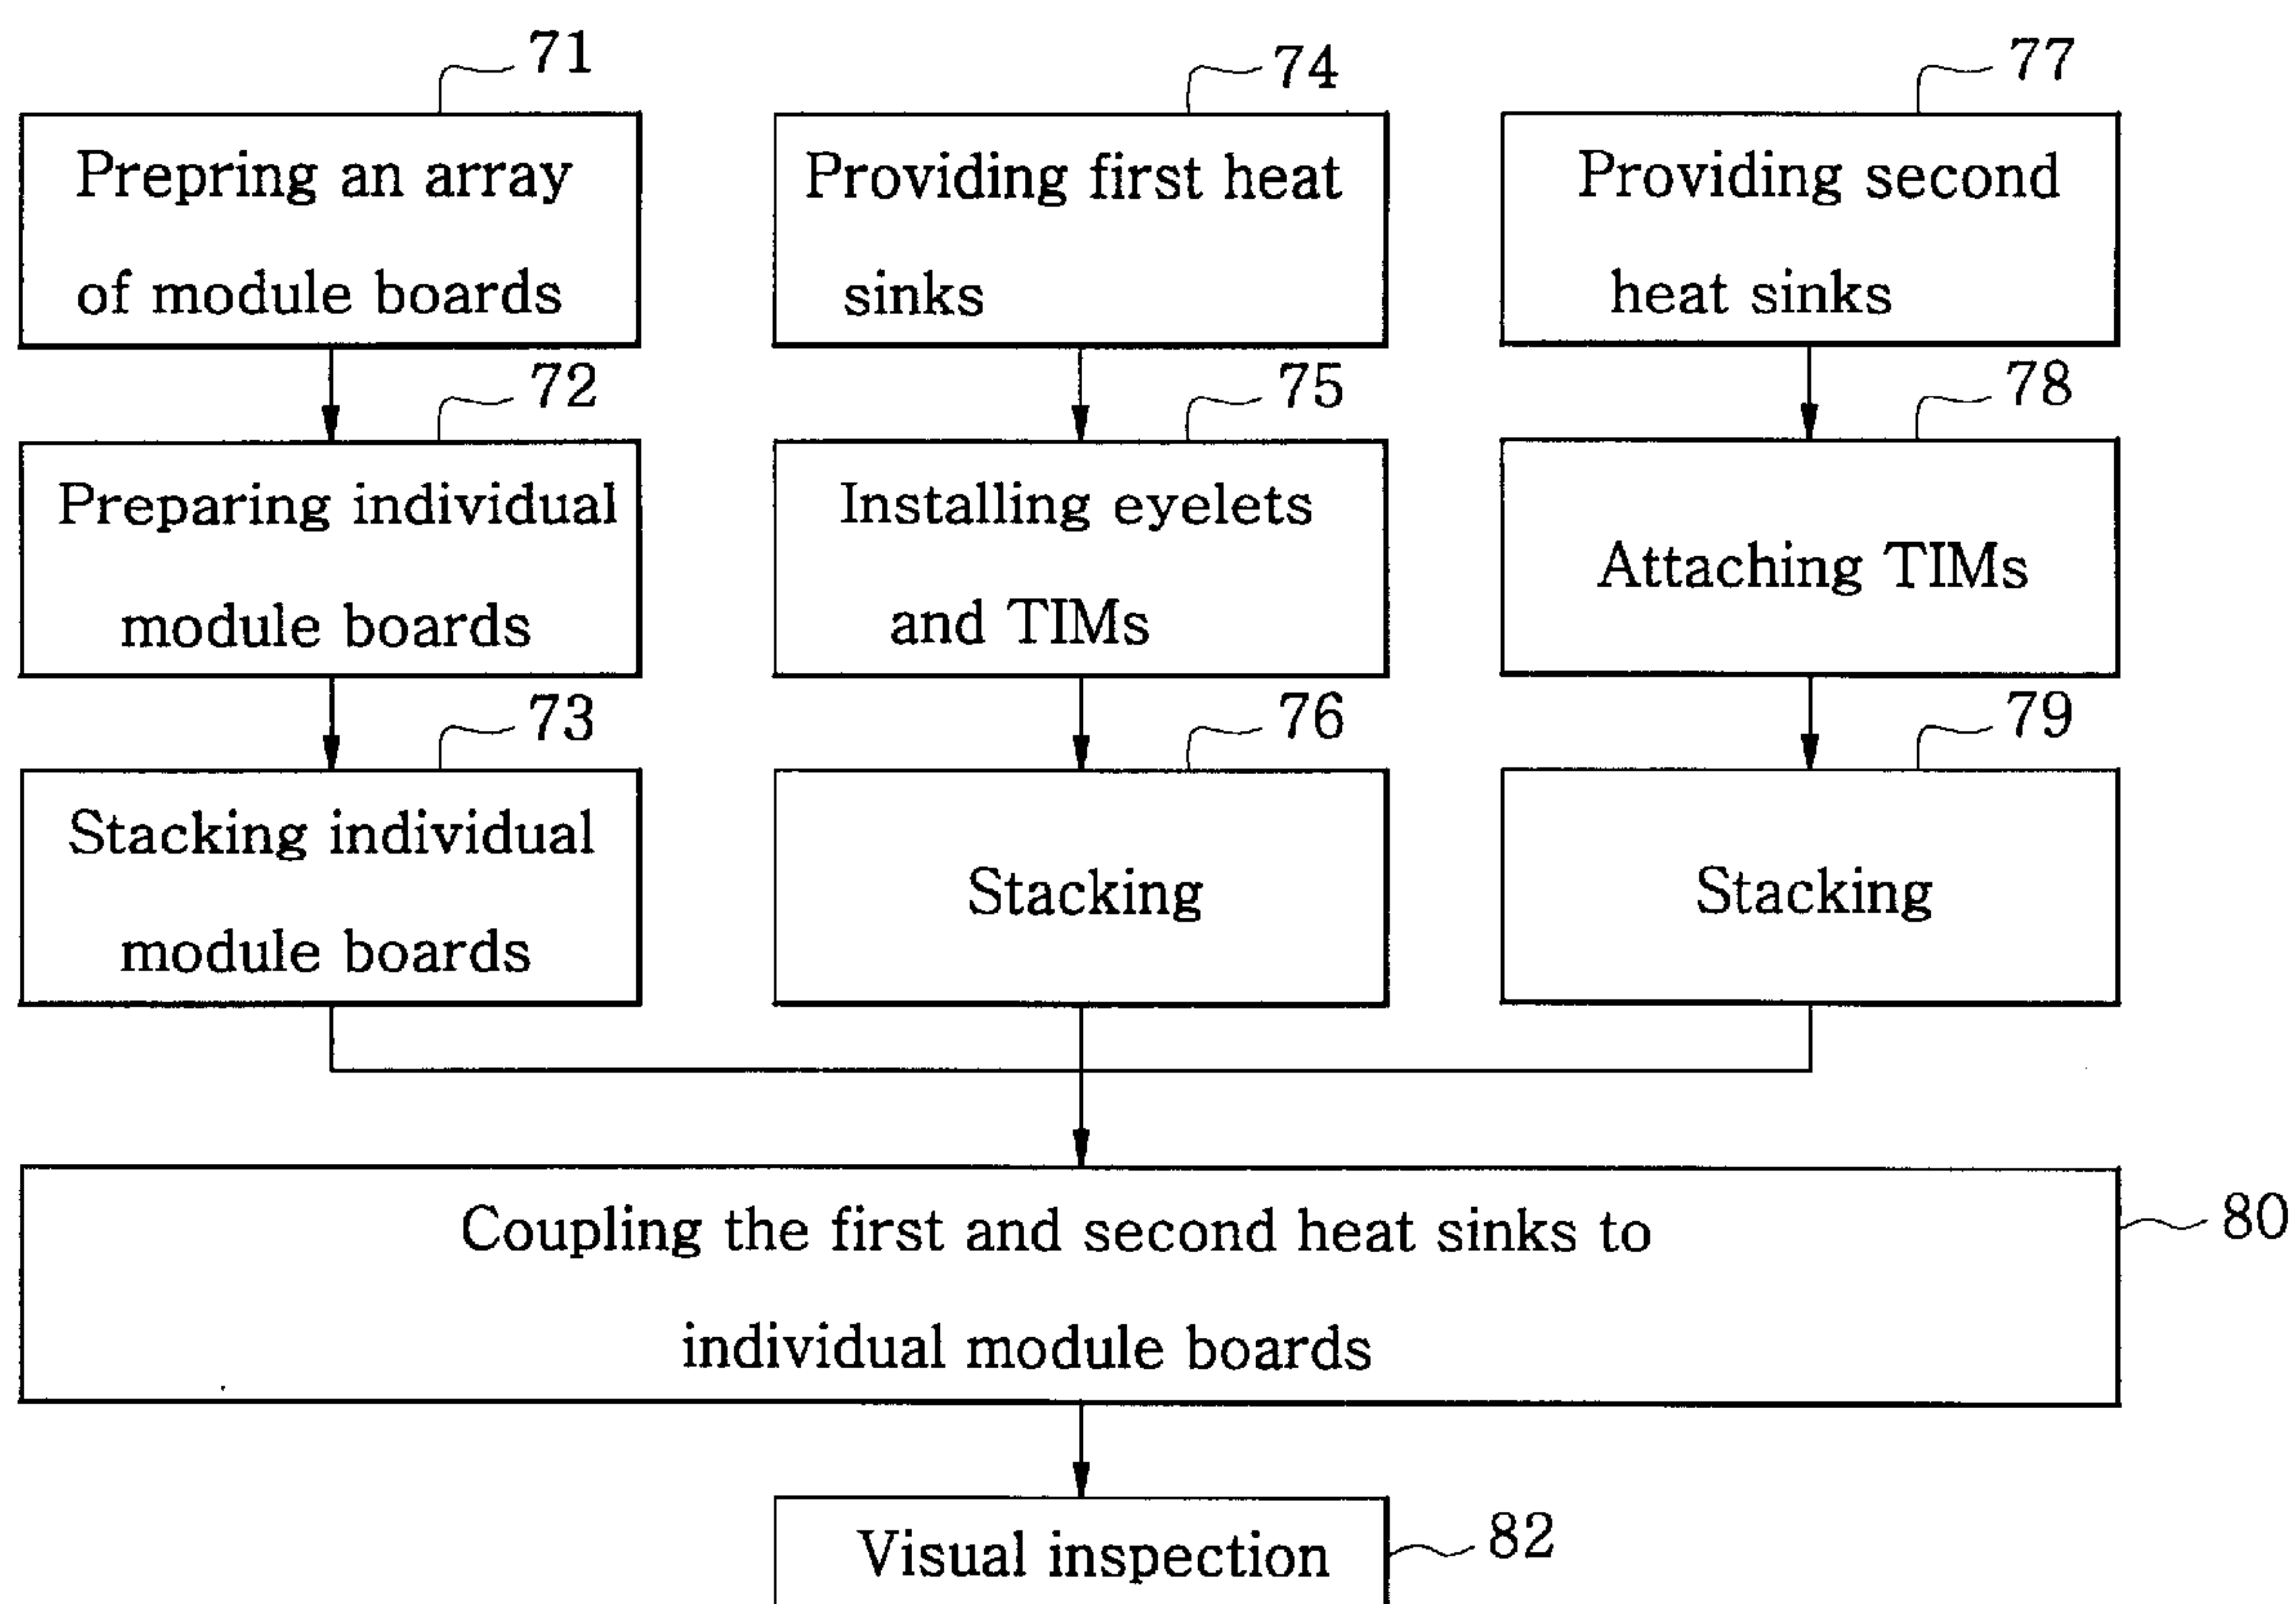 71
Prepring an array
of module boards
74
Providing first heat
sinks
77
Providing second
heat sinks
72
Preparing individual
module boards
75
Installing eyelets
and TIMs
78
Attaching TIMs
73
Stacking individual
module boards
76
Stacking
79
Stacking
Coupling the first and second heat sinks to
individual module boards
80
Visual inspection
82